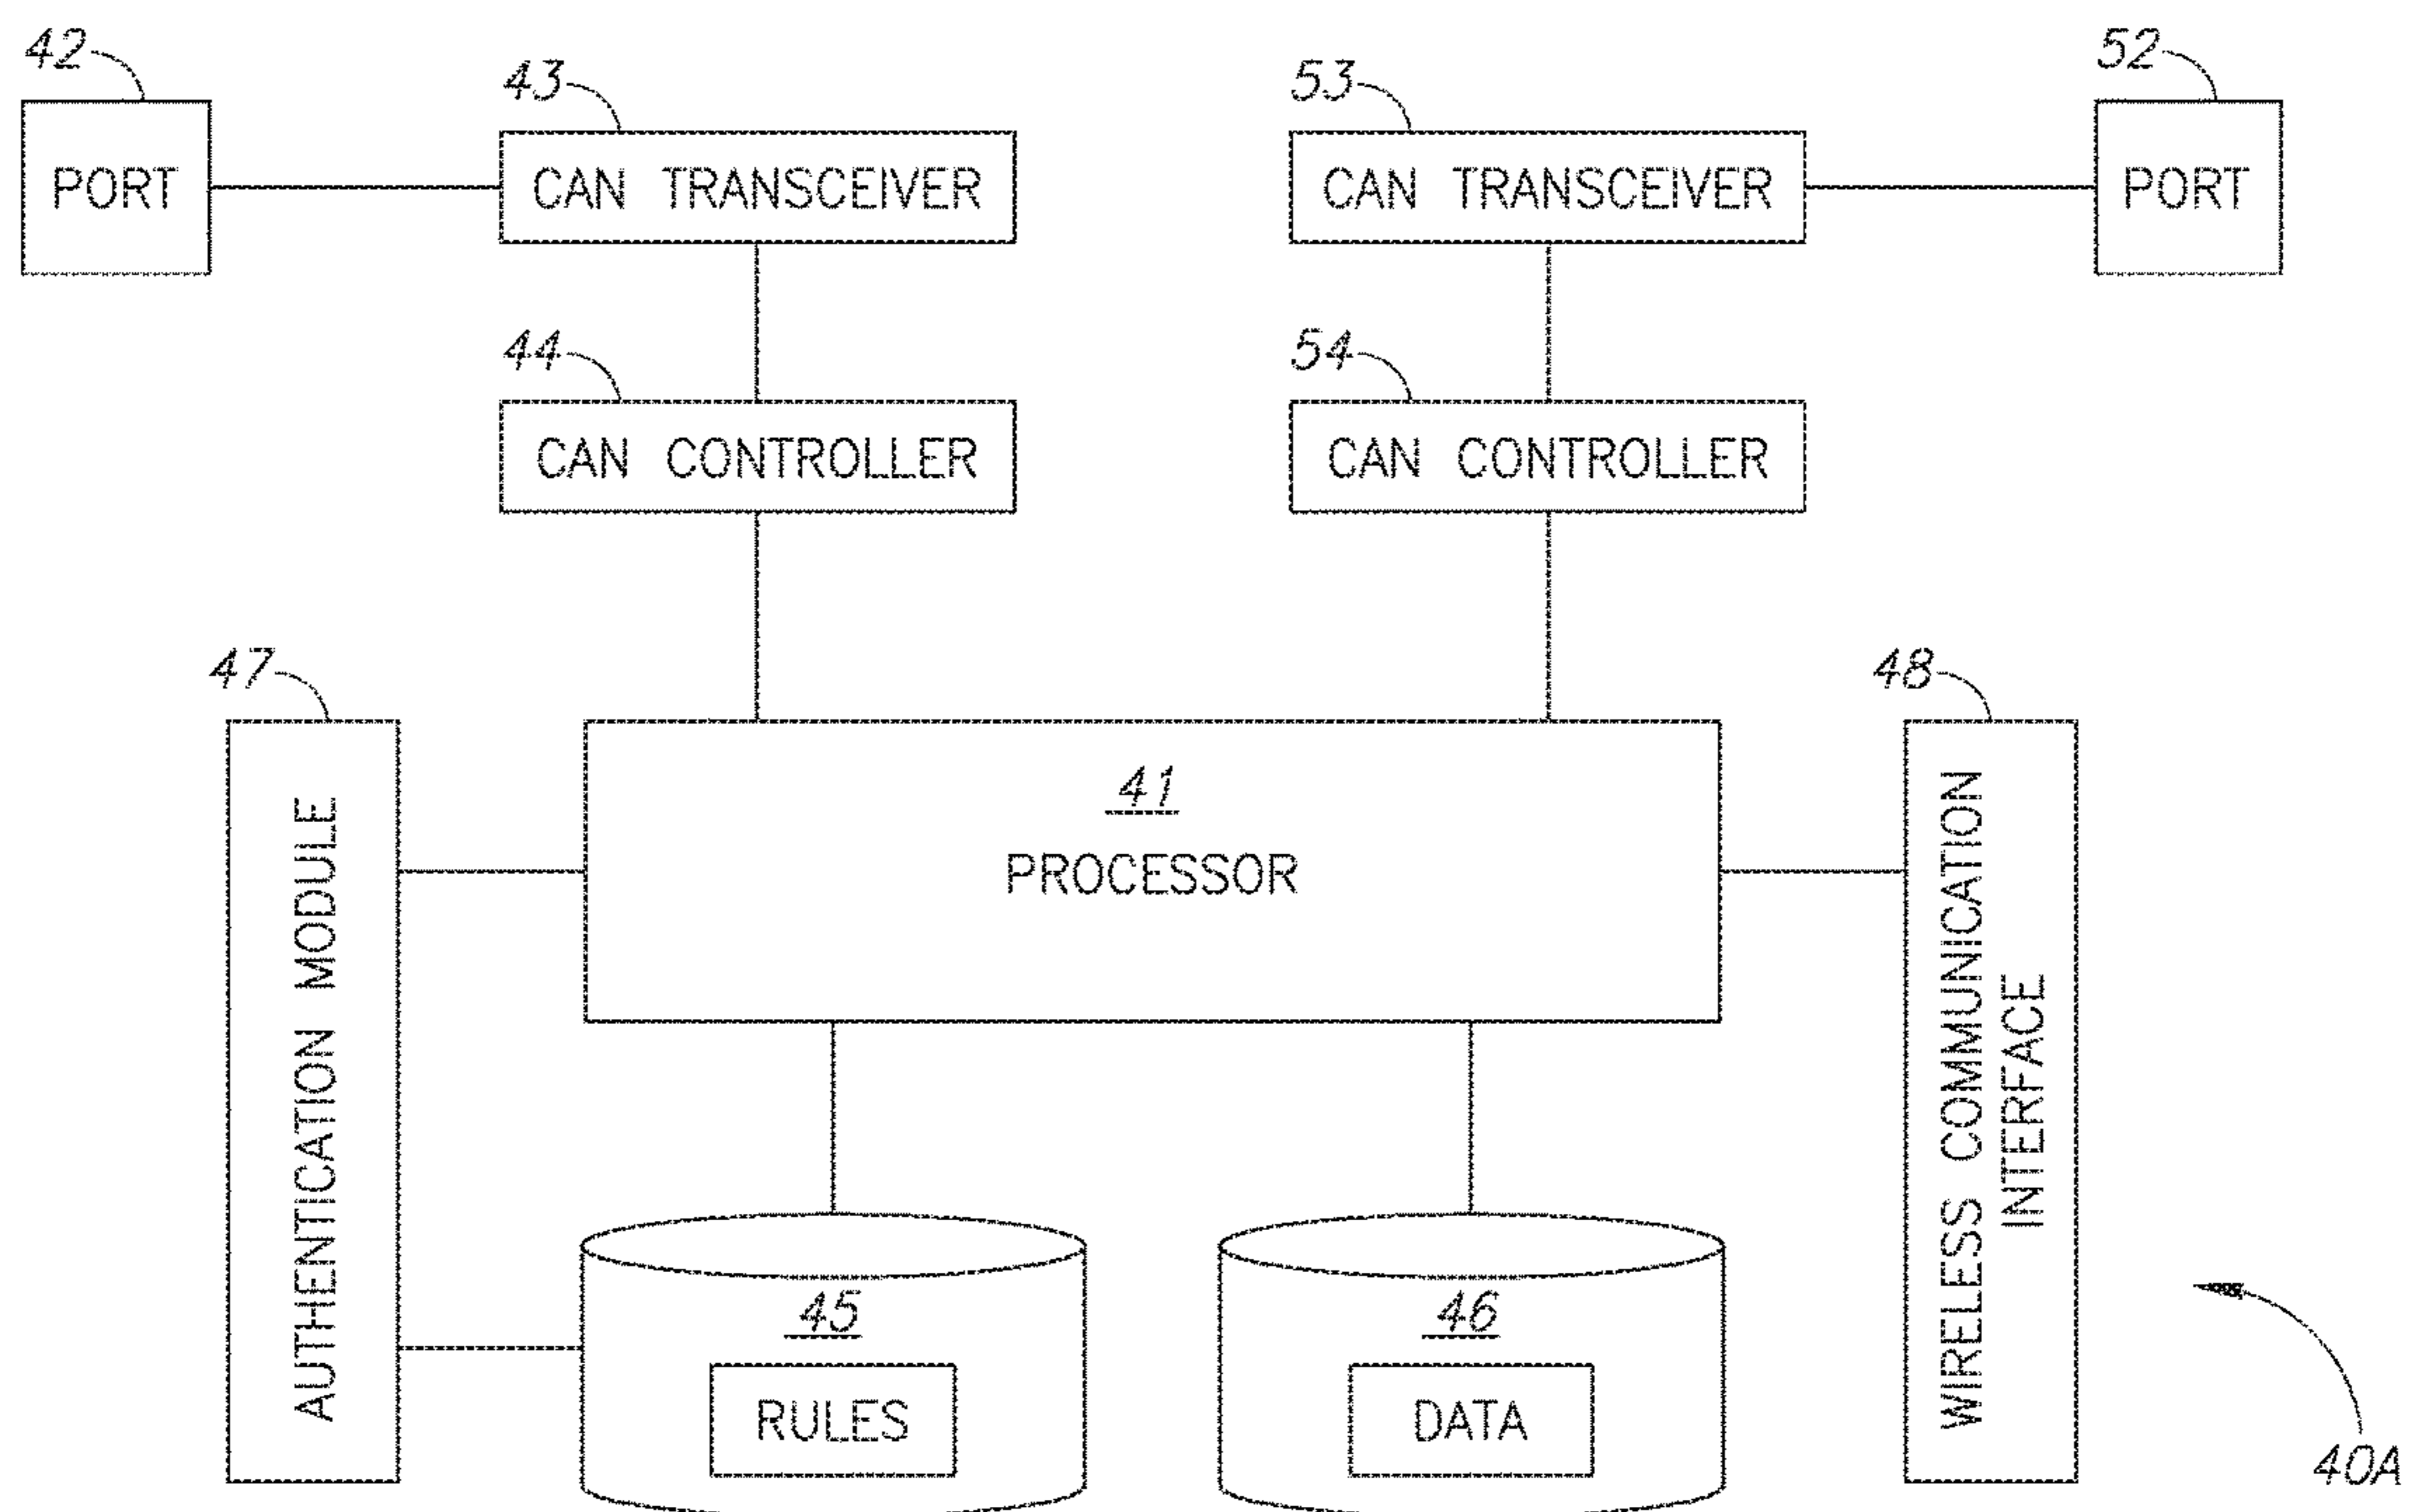 42
52
43
53
PORT
CAN TRANSCEIVER
CAN TRANSCEIVER
PORT
44
54
CAN CONTROLLER
CAN CONTROLLER
47
48
41
PROCESSOR
AUTHENTICATION MODULE
WIRELESS COMMUNICATION
INTERFACE
45
46
RULES
DATA
40A